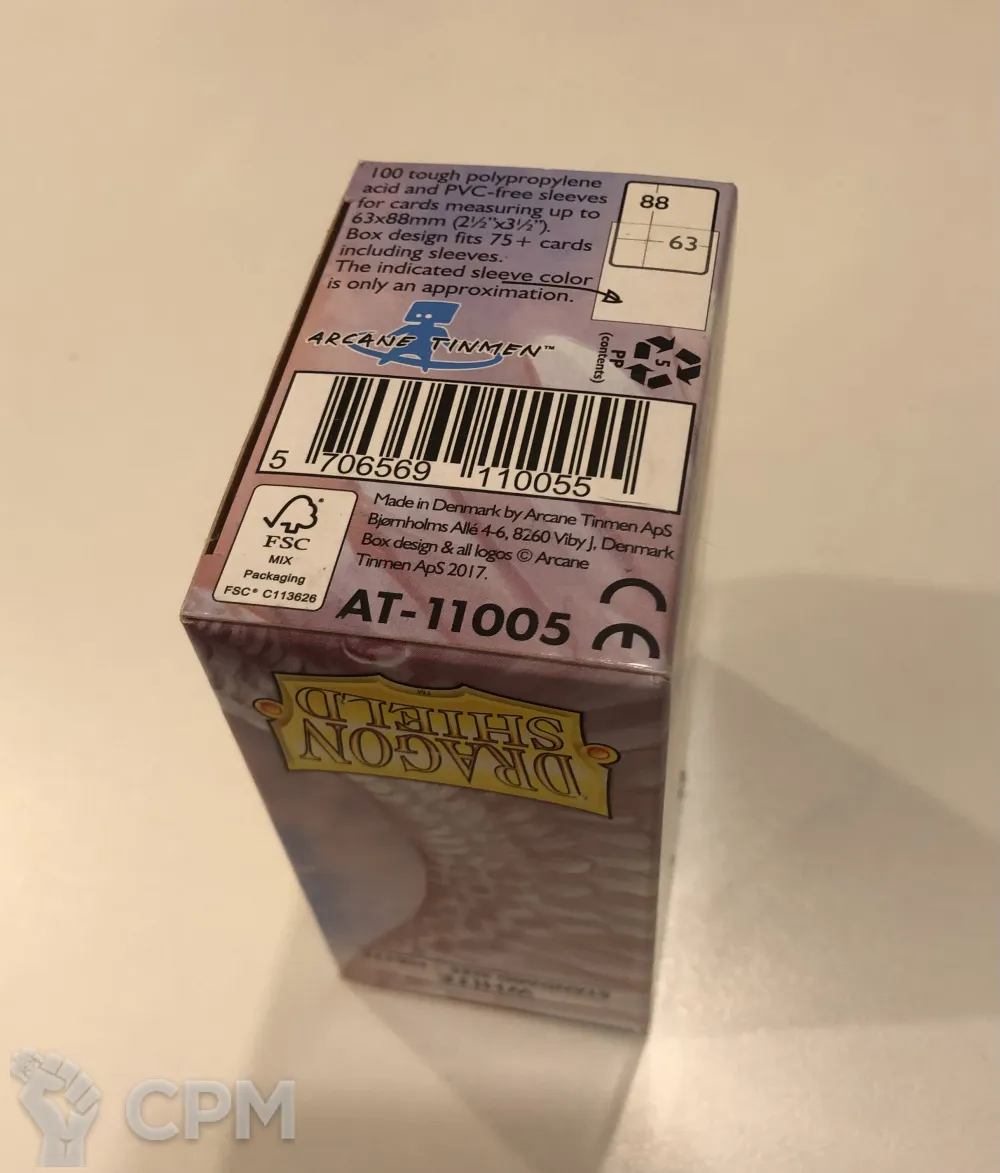 100 tough polypropylene
acid and PVC-free sleeves
for cards measuring up to
63x88mm (2½"x3½").
Box design fits 75+ cards
including sleeves.
The indicated sleeve color
is only an approximation.
88
63
ARCANE TINMEN™
5
PP
(contents)
5 706569 110055
FSC
MIX
Packaging
FSC® C113626
Made in Denmark by Arcane Tinmen ApS
Bjørnholms Allé 4-6, 8260 Viby J, Denmark
Box design & all logos © Arcane
Tinmen ApS 2017.
AT-11005
CE
DRAGON
SHIELD™
WHITE
CPM